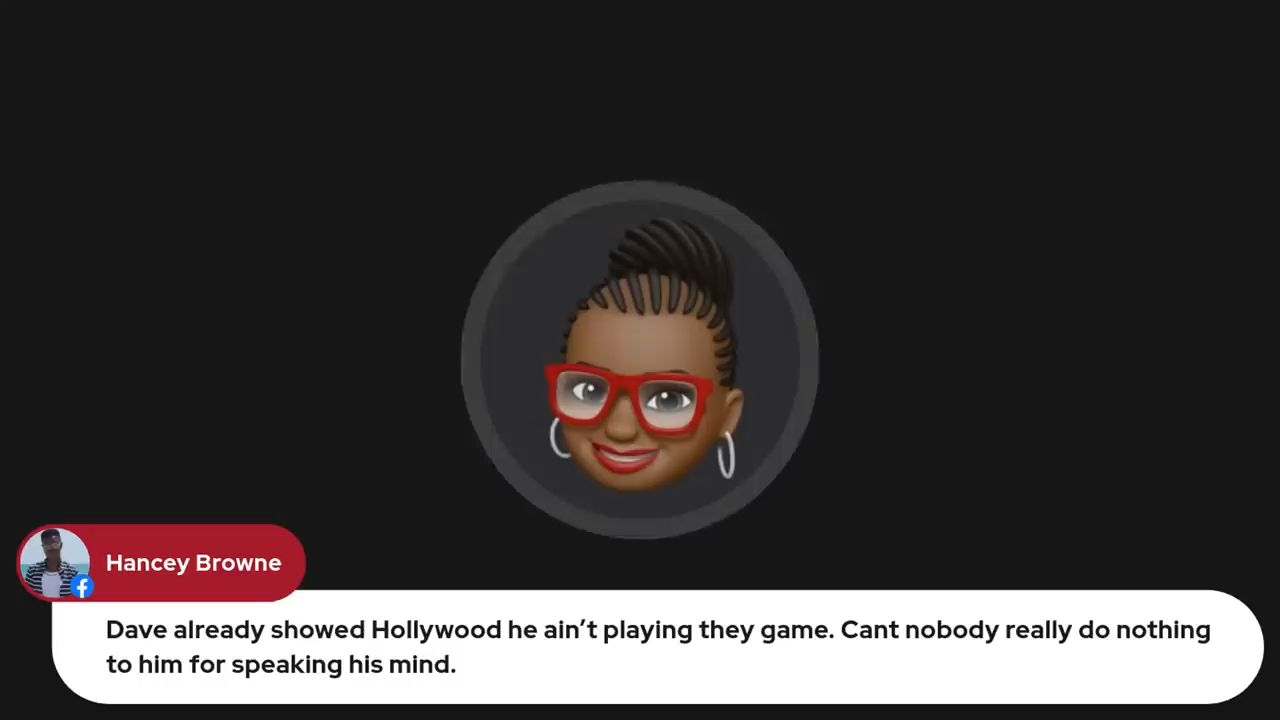 Hancey Browne
Dave already showed Hollywood he ain’t playing they game. Cant nobody really do nothing
to him for speaking his mind.